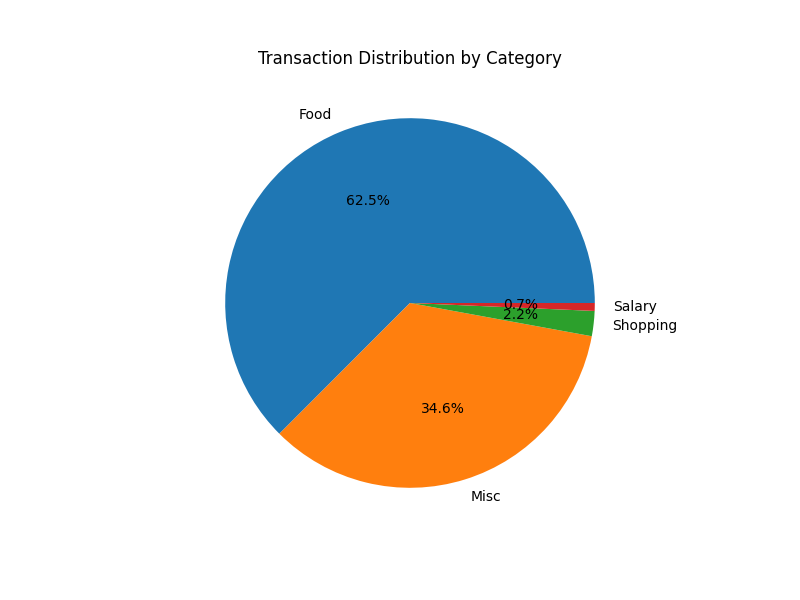 Transaction Distribution by Category
Food
62.5%
0.7%
Salary
2.2%
Shopping
34.6%
Misc